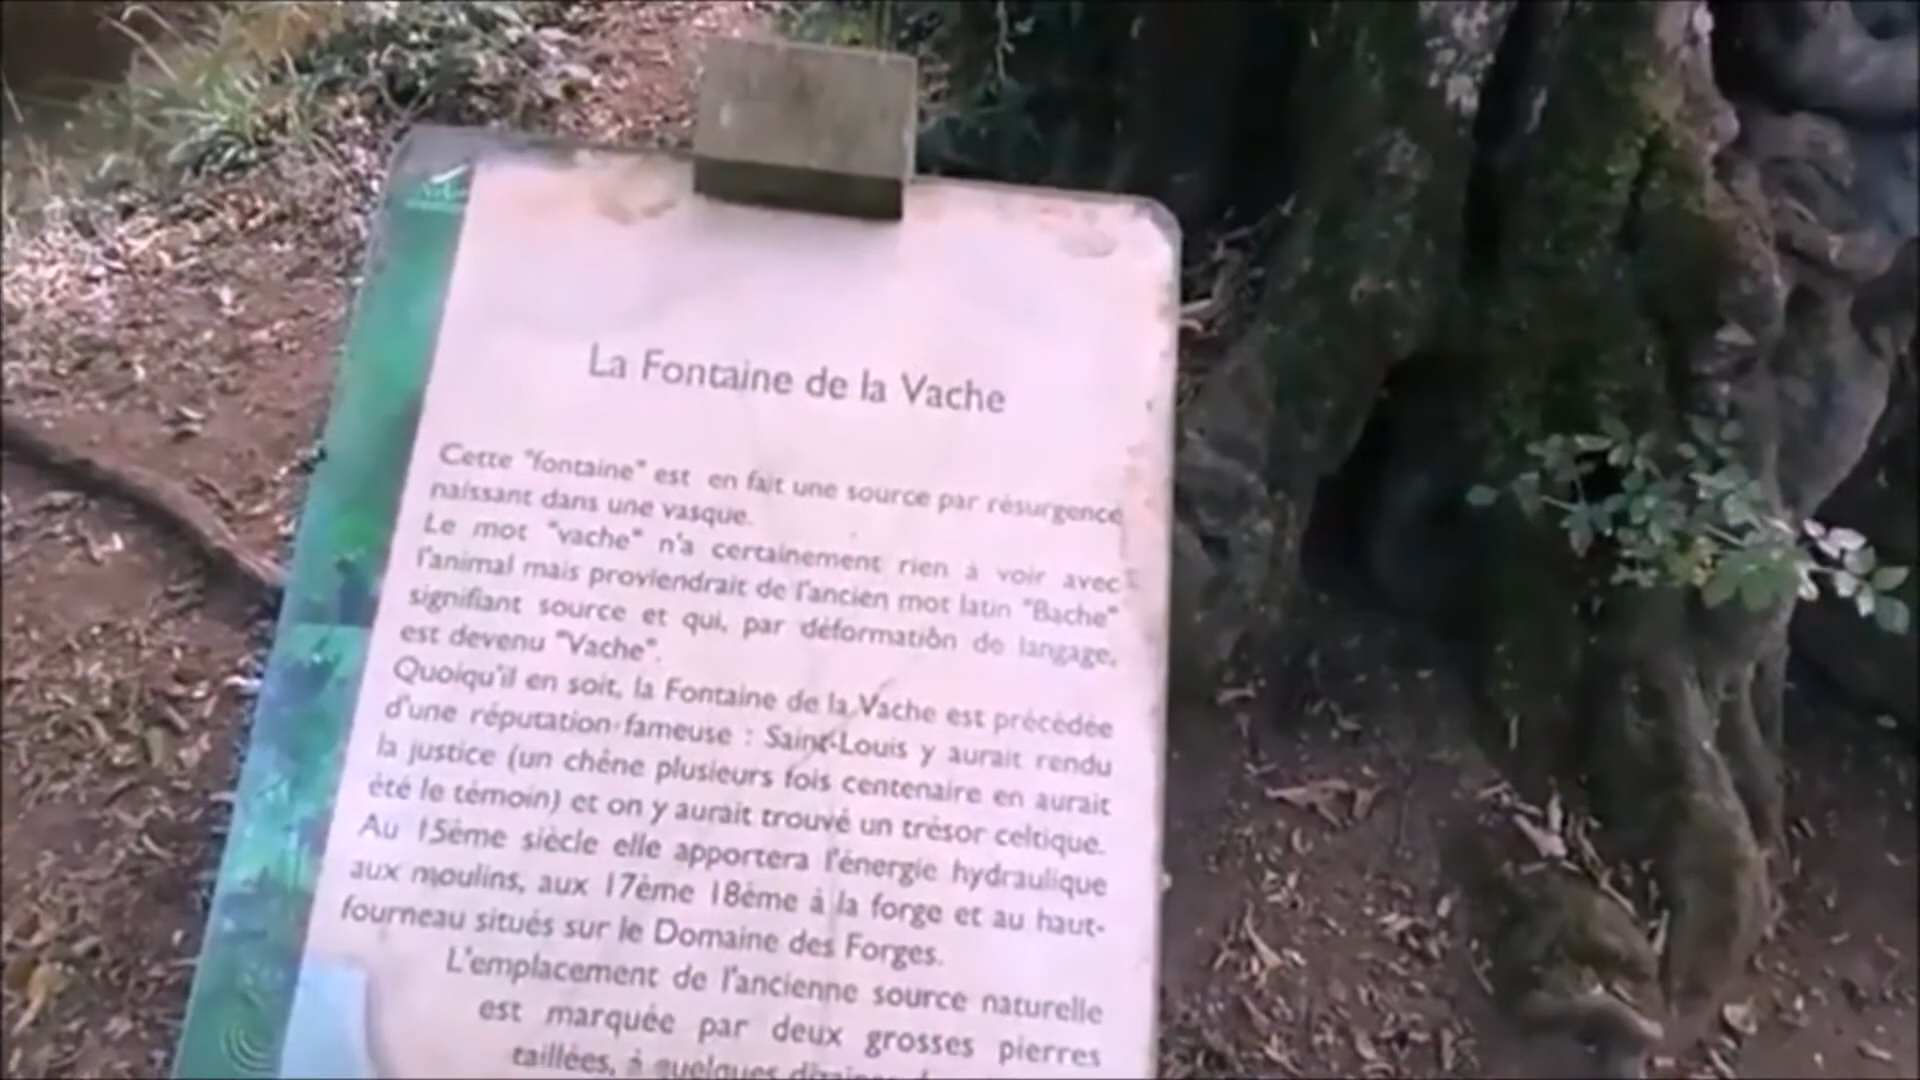 La Fontaine de la Vache
Cette "fontaine" est en fait une source par résurgence
naissant dans une vasque.
Le mot "vache" n'a certainement rien à voir avec
l'animal mais proviendrait de l'ancien mot latin "Bache"
signifiant source et qui, par déformation de langage,
est devenu "Vache".
Quoiqu'il en soit, la Fontaine de la Vache est précédée
d'une réputation fameuse : Saint-Louis y aurait rendu
la justice (un chêne plusieurs fois centenaire en aurait
été le témoin) et on y aurait trouvé un trésor celtique.
Au 15ème siècle elle apportera l'énergie hydraulique
aux moulins, aux 17ème 18ème à la forge et au haut-
fourneau situés sur le Domaine des Forges.
L'emplacement de l'ancienne source naturelle
est marquée par deux grosses pierres
taillées, à quelques